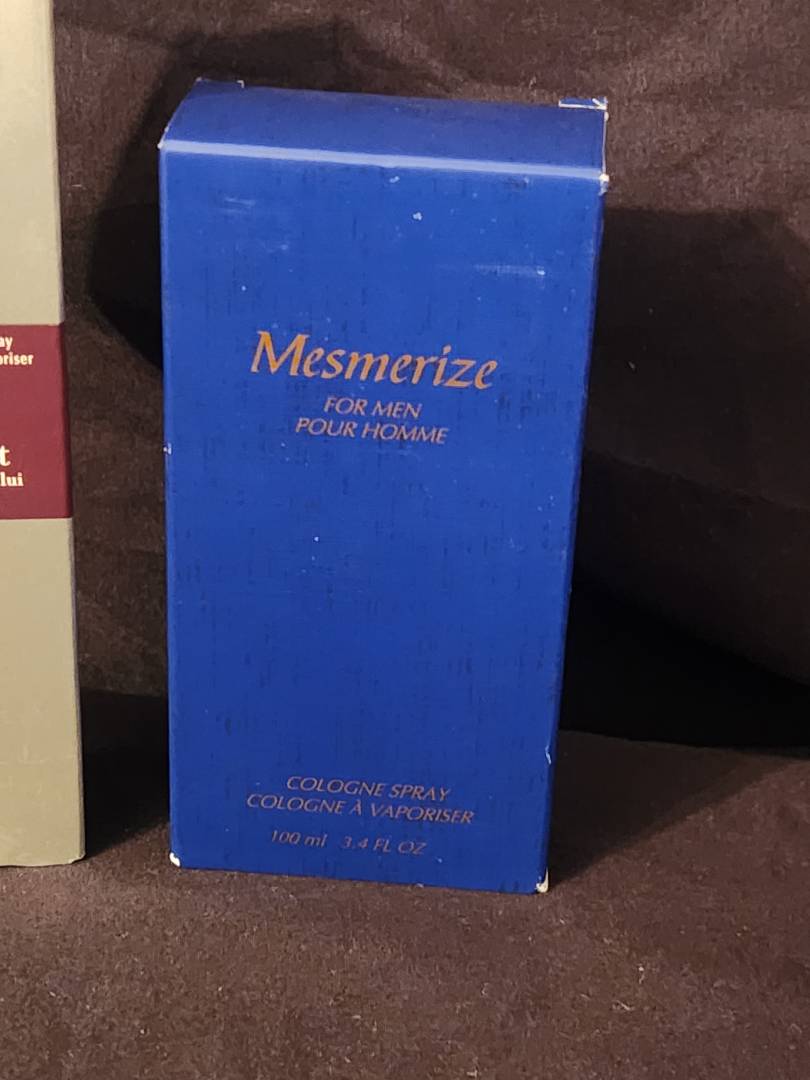 Mesmerize
FOR MEN
POUR HOMME
COLOGNE SPRAY
COLOGNE À VAPORISER
100 ml 3.4 FL OZ
ay
oriser
t
lui